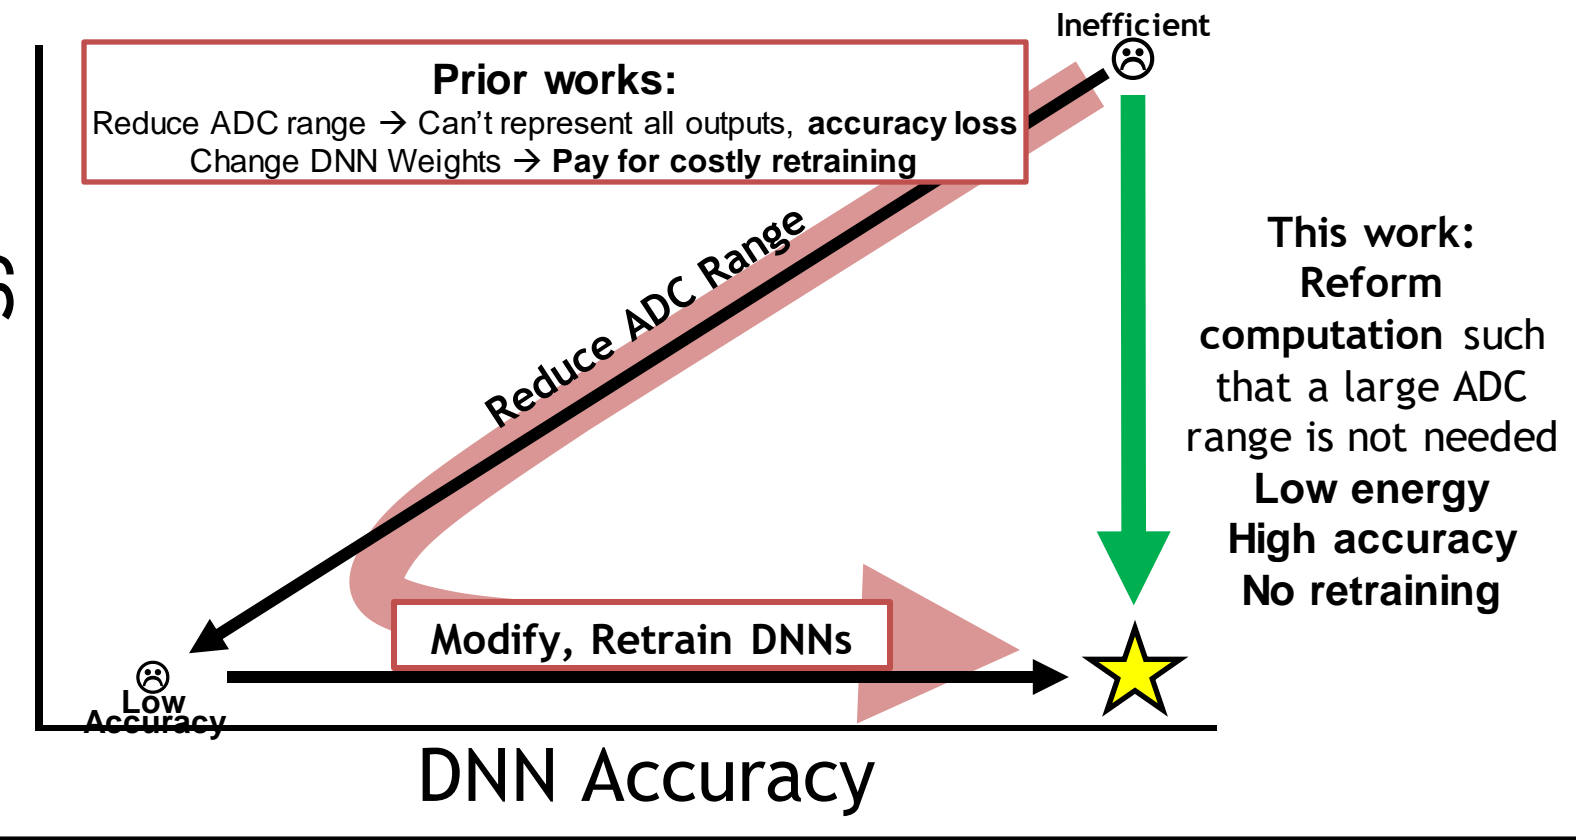 Inefficient
Prior works:
Reduce ADC range → Can't represent all outputs, accuracy loss
Change DNN Weights → Pay for costly retraining
Reduce ADC Range
This work:
Reform
computation such
that a large ADC
range is not needed
Low energy
High accuracy
No retraining
Modify, Retrain DNNs
Low
Accuracy
DNN Accuracy